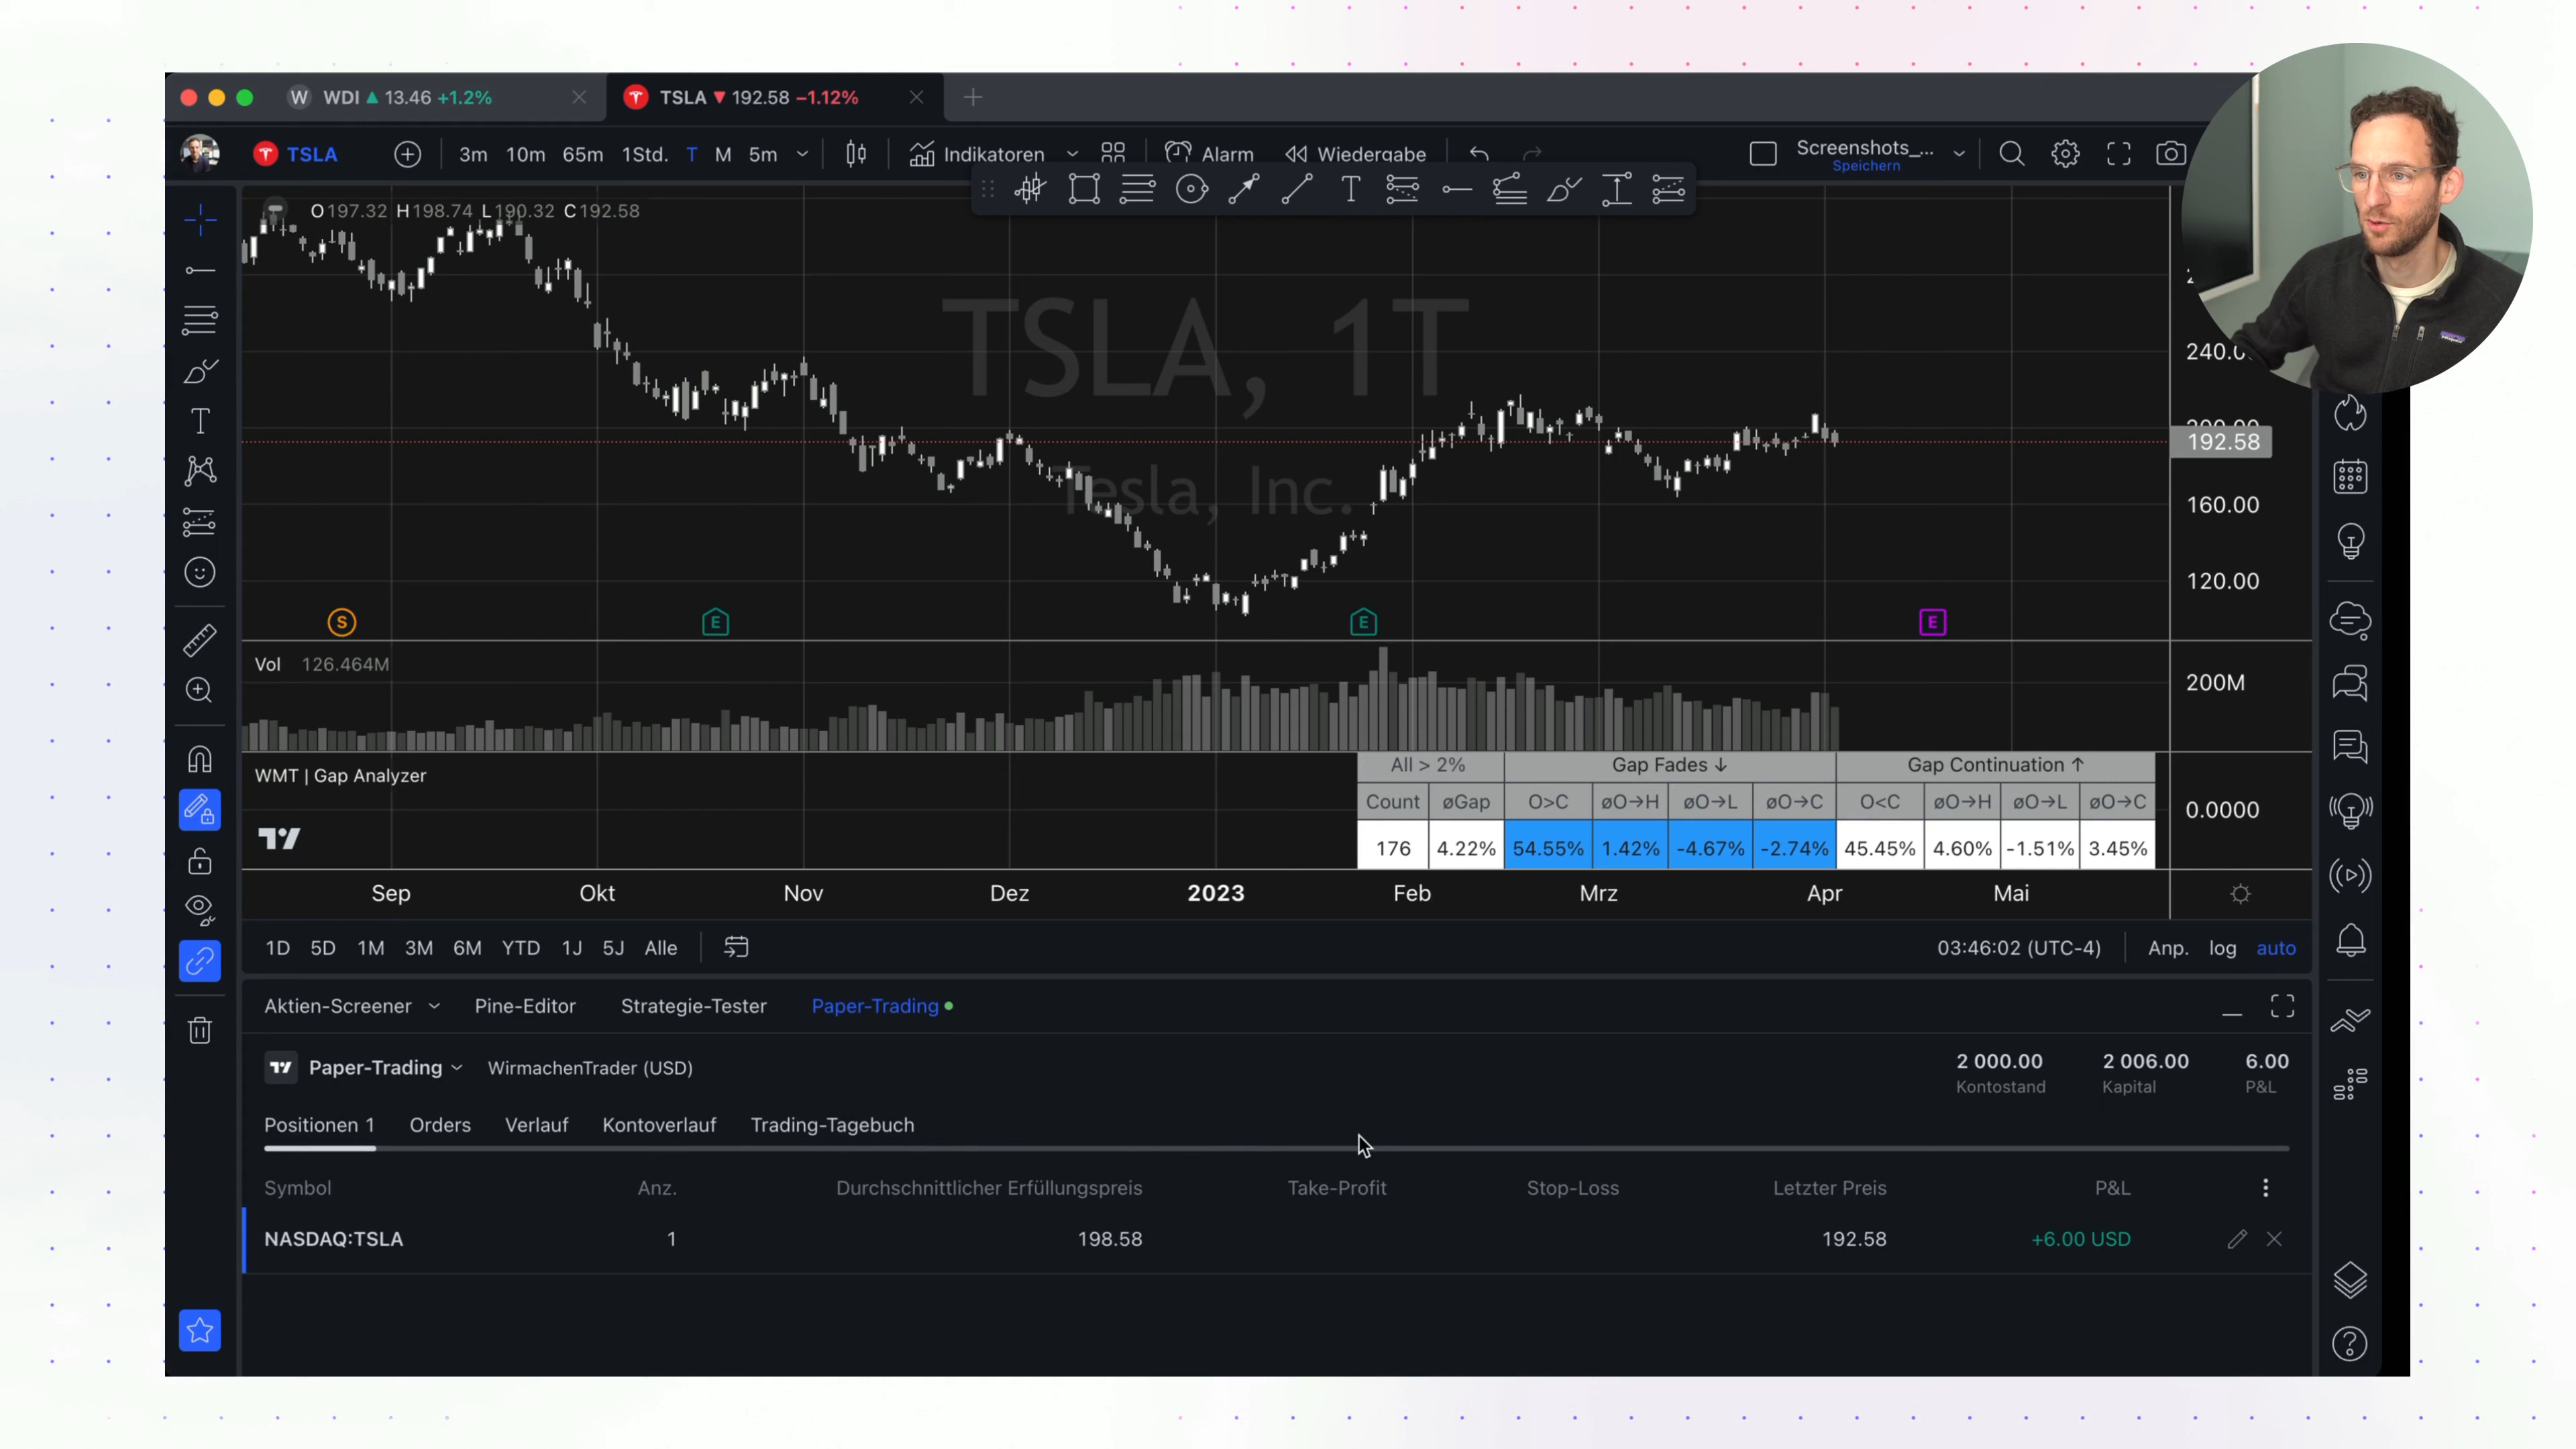 W WDI ▲ 13.46 +1.2%
TSLA ▼ 192.58 −1.12%
TSLA
3m 10m 65m 1Std. T M 5m
Indikatoren
Alarm
Wiedergabe
Screenshots_...
Speichern
O197.32 H198.74 L190.32 C192.58
TSLA, 1T
Tesla, Inc.
240.0
200.00
192.58
160.00
120.00
S E E E
Vol 126.464M
200M
WMT | Gap Analyzer
All > 2% Gap Fades ↓ Gap Continuation ↑
Count øGap O>C øO→H øO→L øO→C O<C øO→H øO→L øO→C
176 4.22% 54.55% 1.42% -4.67% -2.74% 45.45% 4.60% -1.51% 3.45%
0.0000
Sep Okt Nov Dez 2023 Feb Mrz Apr Mai
1D 5D 1M 3M 6M YTD 1J 5J Alle
03:46:02 (UTC-4) Anp. log auto
Aktien-Screener Pine-Editor Strategie-Tester Paper-Trading
Paper-Trading WirmachenTrader (USD)
2 000.00 2 006.00 6.00
Kontostand Kapital P&L
Positionen 1 Orders Verlauf Kontoverlauf Trading-Tagebuch
Symbol Anz. Durchschnittlicher Erfüllungspreis Take-Profit Stop-Loss Letzter Preis P&L
NASDAQ:TSLA 1 198.58 192.58 +6.00 USD